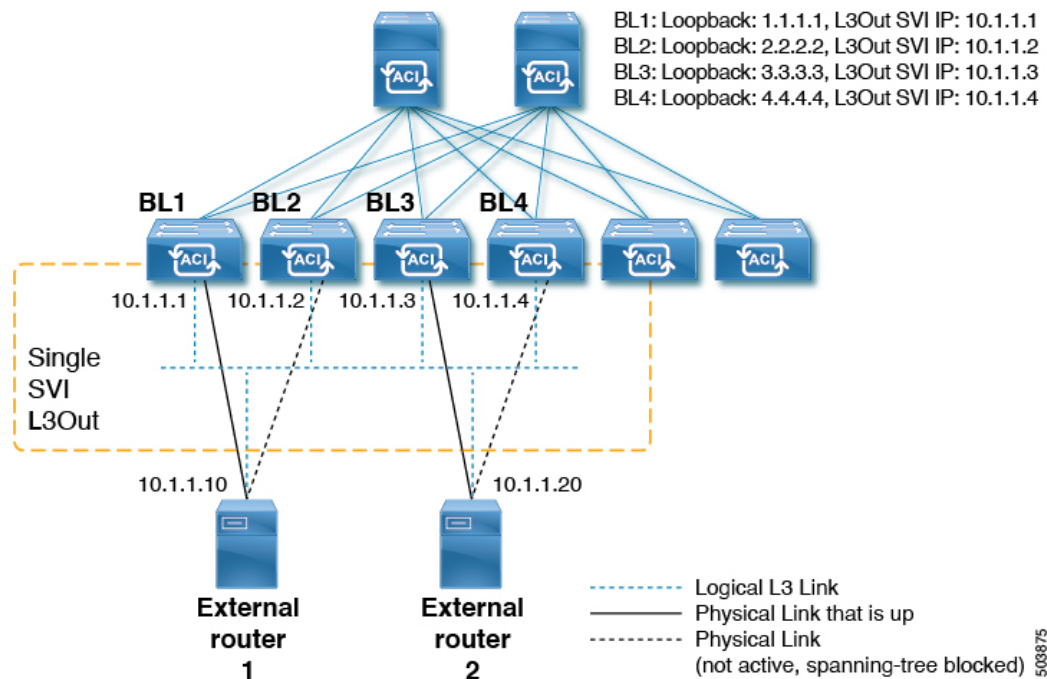 BL1: Loopback: 1.1.1.1, L3Out SVI IP: 10.1.1.1
BL2: Loopback: 2.2.2.2, L3Out SVI IP: 10.1.1.2
BL3: Loopback: 3.3.3.3, L3Out SVI IP: 10.1.1.3
BL4: Loopback: 4.4.4.4, L3Out SVI IP: 10.1.1.4
ACI
ACI
BL1
BL2
BL3
BL4
ACI
ACI
ACI
ACI
ACI
ACI
10.1.1.1
10.1.1.2
10.1.1.3
10.1.1.4
Single
SVI
L3Out
10.1.1.10
10.1.1.20
External
router
1
External
router
2
Logical L3 Link
Physical Link that is up
Physical Link
(not active, spanning-tree blocked)
503875